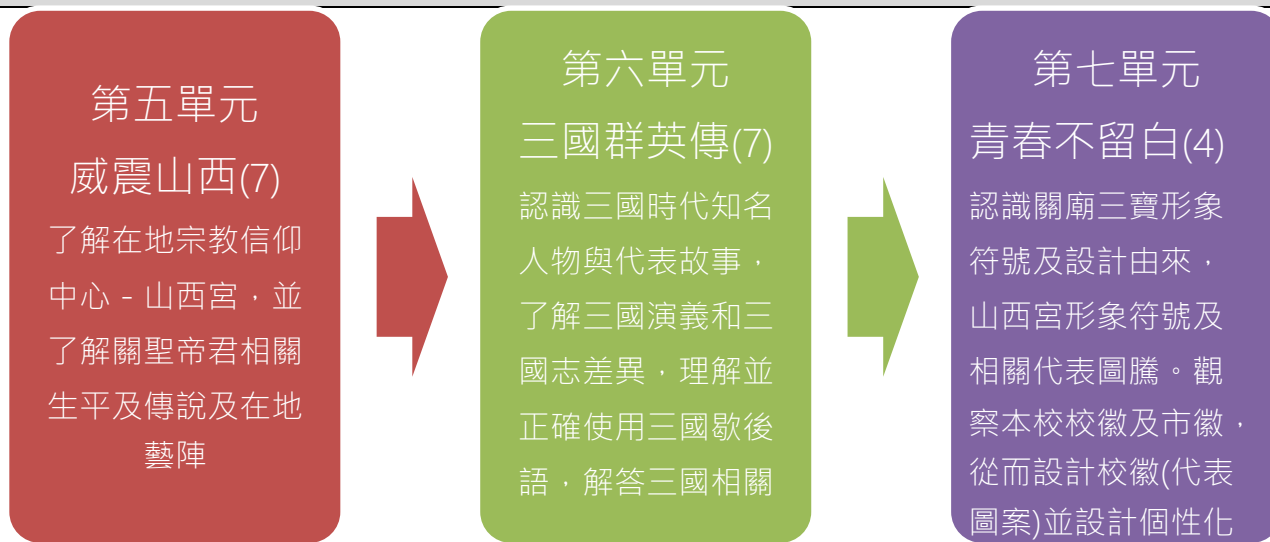 第五單元
威震山西(7)
了解在地宗教信仰
中心－山西宮，並
了解關聖帝君相關
生平及傳說及在地
藝陣
第六單元
三國群英傳(7)
認識三國時代知名
人物與代表故事，
了解三國演義和三
國志差異，理解並
正確使用三國歇後
語，解答三國相關
第七單元
青春不留白(4)
認識關廟三寶形象
符號及設計由來，
山西宮形象符號及
相關代表圖騰。觀
察本校校徽及市徽，
從而設計校徽(代表
圖案)並設計個性化